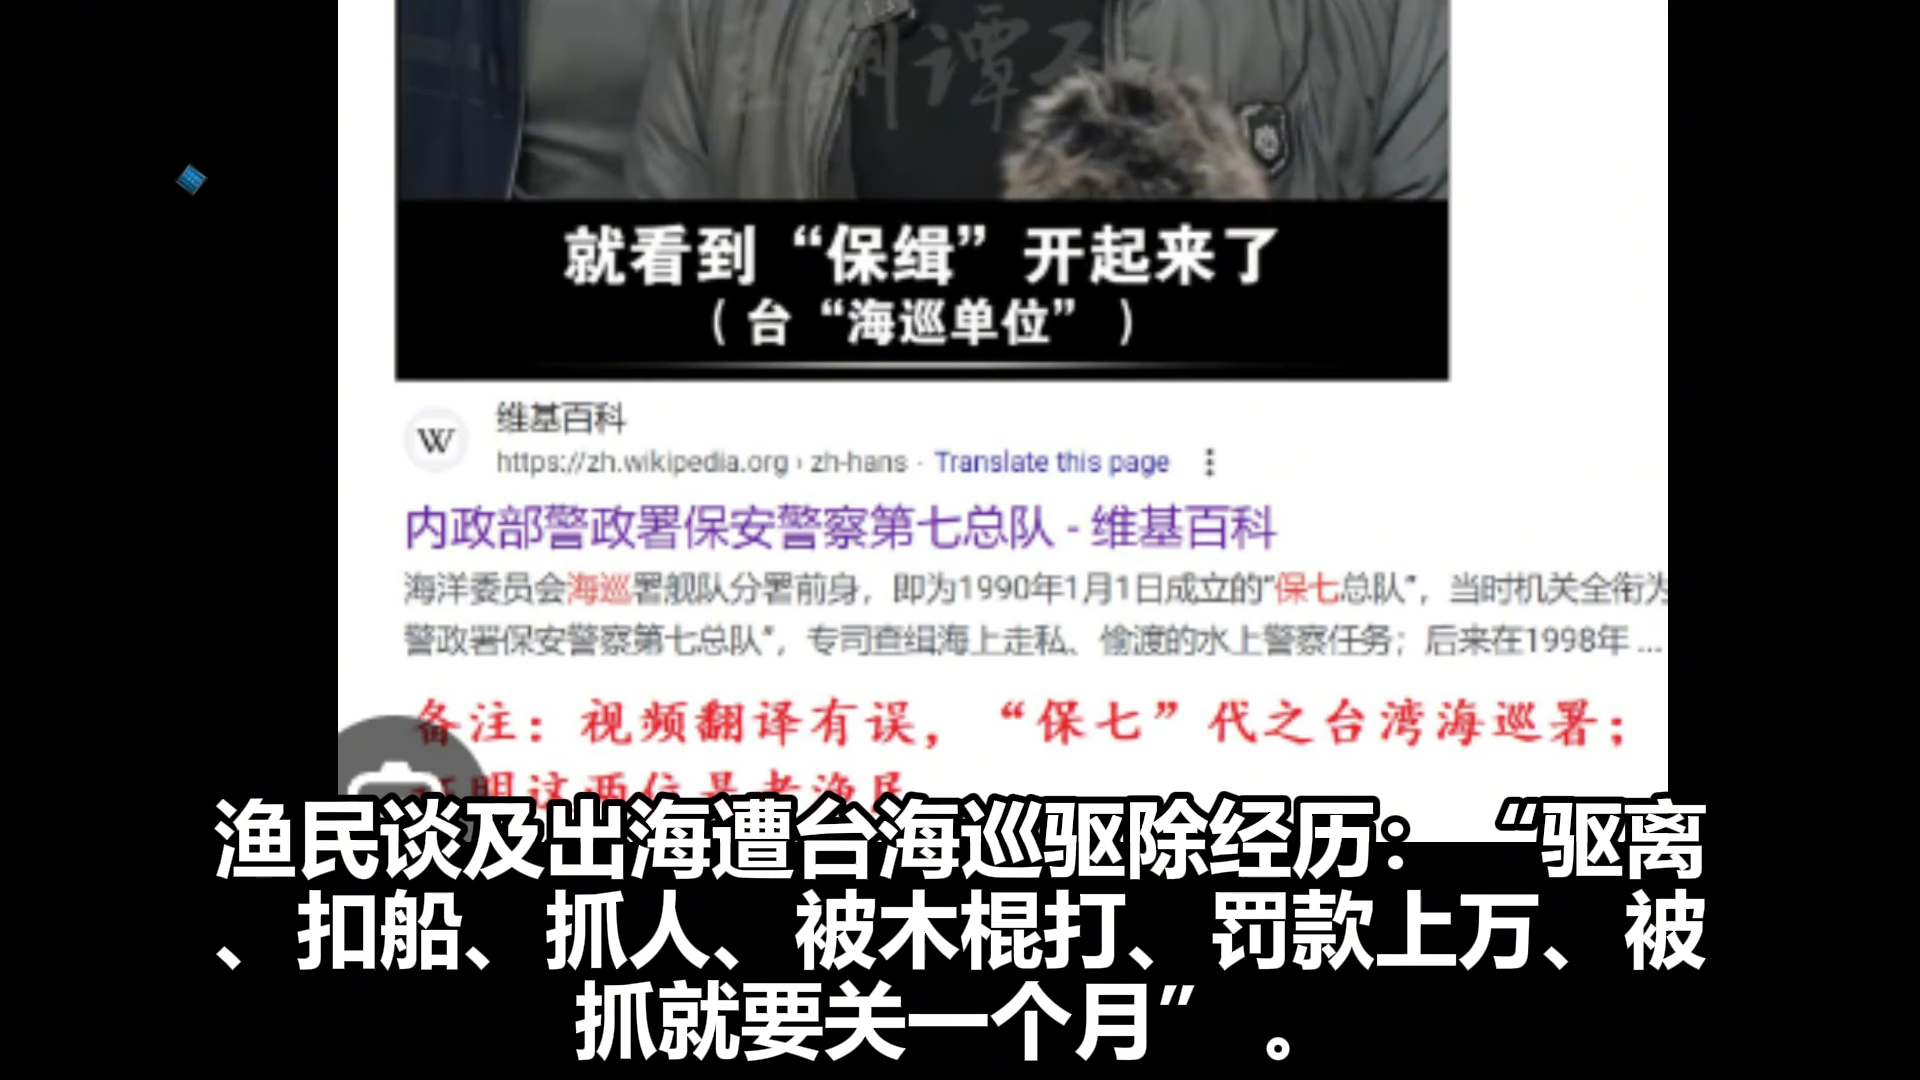 谭
就看到“保缉”开起来了
（台“海巡单位”）
W
维基百科
https://zh.wikipedia.org › zh-hans · Translate this page
内政部警政署保安警察第七总队 - 维基百科
海洋委员会海巡署舰队分署前身，即为1990年1月1日成立的“保七总队”，当时机关全衔为
警政署保安警察第七总队”，专司查缉海上走私、偷渡的水上警察任务；后来在1998年 ...
备注：视频翻译有误，“保七”代之台湾海巡署；
明这两位是老渔民
渔民谈及出海遭台海巡驱除经历：“驱离
、扣船、抓人、被木棍打、罚款上万、被
抓就要关一个月”。